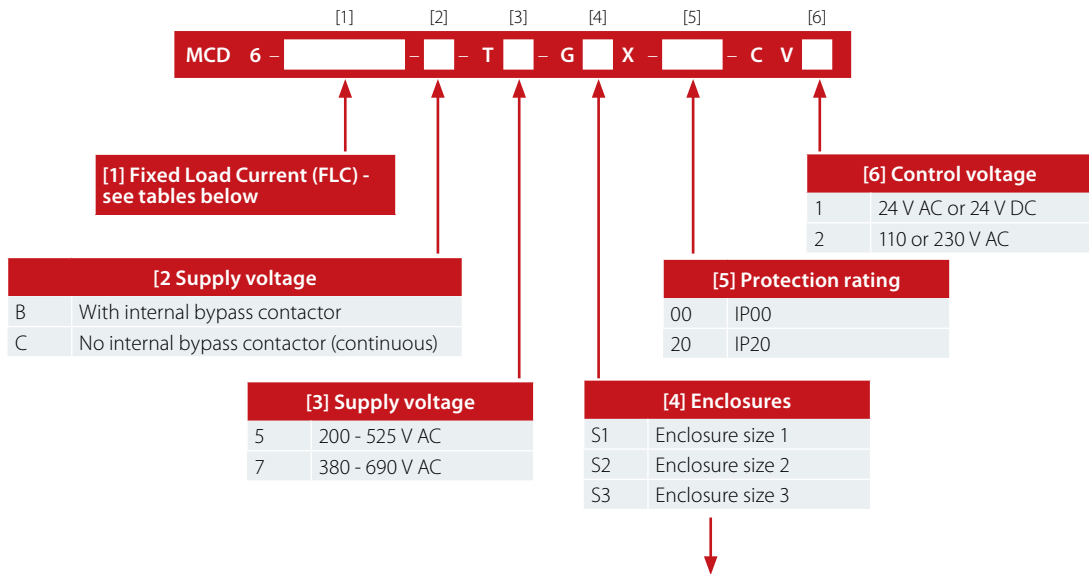 [1] [2] [3] [4] [5] [6]
MCD 6 – – – T – G X – – C V
[1] Fixed Load Current (FLC) -
see tables below
[6] Control voltage
1 24 V AC or 24 V DC
2 110 or 230 V AC
[2 Supply voltage
B With internal bypass contactor
C No internal bypass contactor (continuous)
[5] Protection rating
00 IP00
20 IP20
[3] Supply voltage
5 200 - 525 V AC
7 380 - 690 V AC
[4] Enclosures
S1 Enclosure size 1
S2 Enclosure size 2
S3 Enclosure size 3